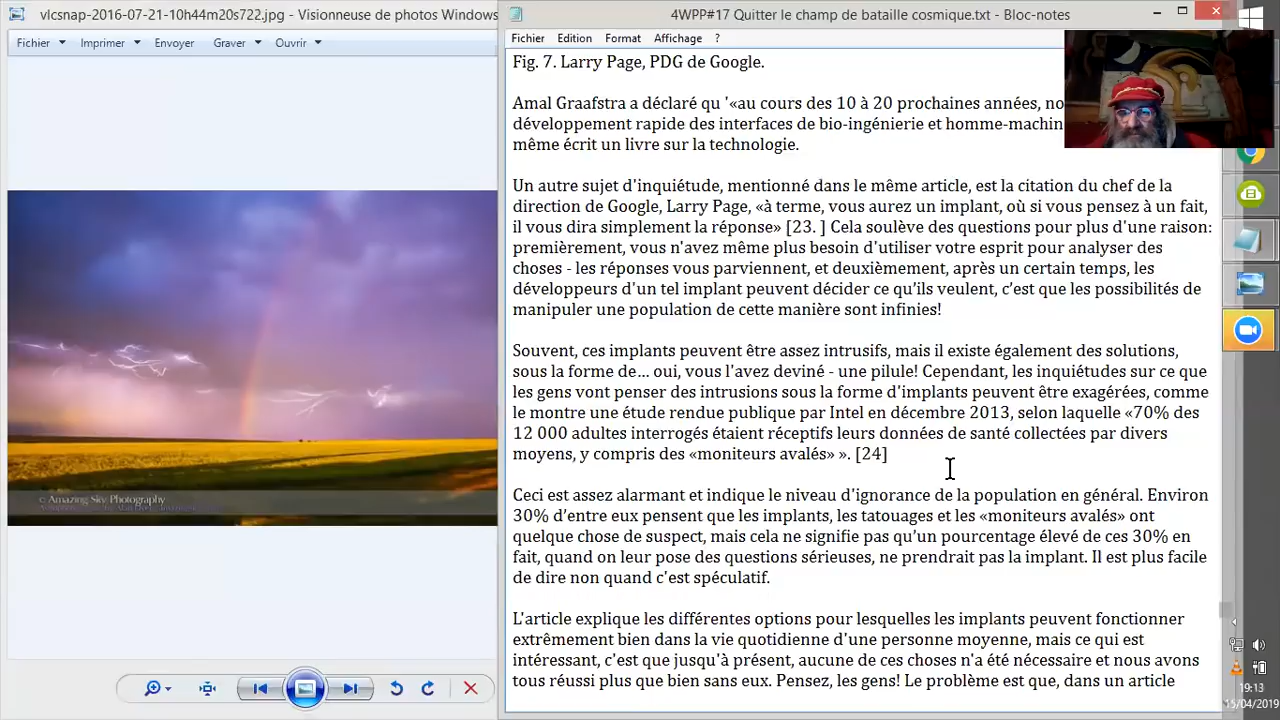 vlcsnap-2016-07-21-10h44m20s722.jpg - Visionneuse de photos Windows
Fichier Imprimer Envoyer Graver Ouvrir
Amazing Sky Photography
4WPP#17 Quitter le champ de bataille cosmique.txt - Bloc-notes
Fichier Edition Format Affichage ?
Fig. 7. Larry Page, PDG de Google.
Amal Graafstra a déclaré qu '«au cours des 10 à 20 prochaines années, no
développement rapide des interfaces de bio-ingénierie et homme-machin
même écrit un livre sur la technologie.
Un autre sujet d'inquiétude, mentionné dans le même article, est la citation du chef de la
direction de Google, Larry Page, «à terme, vous aurez un implant, où si vous pensez à un fait,
il vous dira simplement la réponse» [23. ] Cela soulève des questions pour plus d'une raison:
premièrement, vous n'avez même plus besoin d'utiliser votre esprit pour analyser des
choses - les réponses vous parviennent, et deuxièmement, après un certain temps, les
développeurs d'un tel implant peuvent décider ce qu'ils veulent, c'est que les possibilités de
manipuler une population de cette manière sont infinies!
Souvent, ces implants peuvent être assez intrusifs, mais il existe également des solutions,
sous la forme de... oui, vous l'avez deviné - une pilule! Cependant, les inquiétudes sur ce que
les gens vont penser des intrusions sous la forme d'implants peuvent être exagérées, comme
le montre une étude rendue publique par Intel en décembre 2013, selon laquelle «70% des
12 000 adultes interrogés étaient réceptifs leurs données de santé collectées par divers
moyens, y compris des «moniteurs avalés» ». [24]
Ceci est assez alarmant et indique le niveau d'ignorance de la population en général. Environ
30% d'entre eux pensent que les implants, les tatouages et les «moniteurs avalés» ont
quelque chose de suspect, mais cela ne signifie pas qu'un pourcentage élevé de ces 30% en
fait, quand on leur pose des questions sérieuses, ne prendrait pas la implant. Il est plus facile
de dire non quand c'est spéculatif.
L'article explique les différentes options pour lesquelles les implants peuvent fonctionner
extrêmement bien dans la vie quotidienne d'une personne moyenne, mais ce qui est
intéressant, c'est que jusqu'à présent, aucune de ces choses n'a été nécessaire et nous avons
tous réussi plus que bien sans eux. Pensez, les gens! Le problème est que, dans un article
19:13
15/04/2019